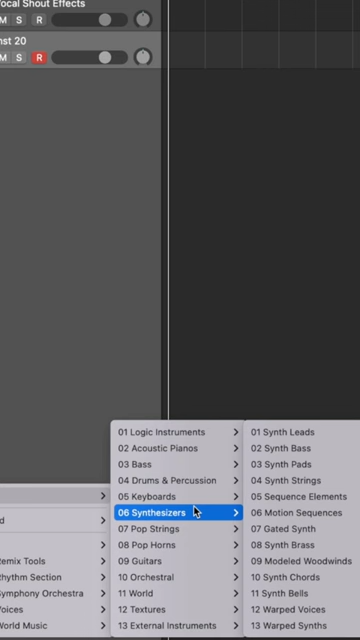 ocal Shout Effects
M S R
nst 20
M S R
01 Logic Instruments
02 Acoustic Pianos
03 Bass
04 Drums & Percussion
05 Keyboards
06 Synthesizers
07 Pop Strings
08 Pop Horns
09 Guitars
10 Orchestral
11 World
12 Textures
13 External Instruments
01 Synth Leads
02 Synth Bass
03 Synth Pads
04 Synth Strings
05 Sequence Elements
06 Motion Sequences
07 Gated Synth
08 Synth Brass
09 Modeled Woodwinds
10 Synth Chords
11 Synth Bells
12 Warped Voices
13 Warped Synths
d
emix Tools
hythm Section
ymphony Orchestra
oices
orld Music